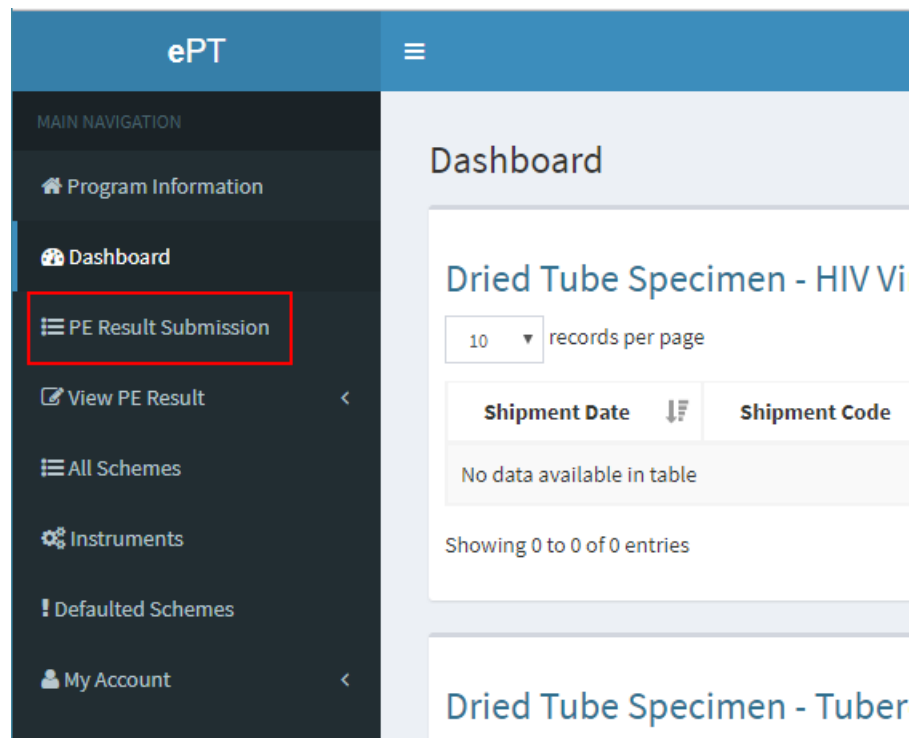 ePT
MAIN NAVIGATION
Program Information
Dashboard
PE Result Submission
View PE Result
All Schemes
Instruments
Defaulted Schemes
My Account
Dashboard
Dried Tube Specimen - HIV Vi
10 records per page
Shipment Date Shipment Code
No data available in table
Showing 0 to 0 of 0 entries
Dried Tube Specimen - Tuber